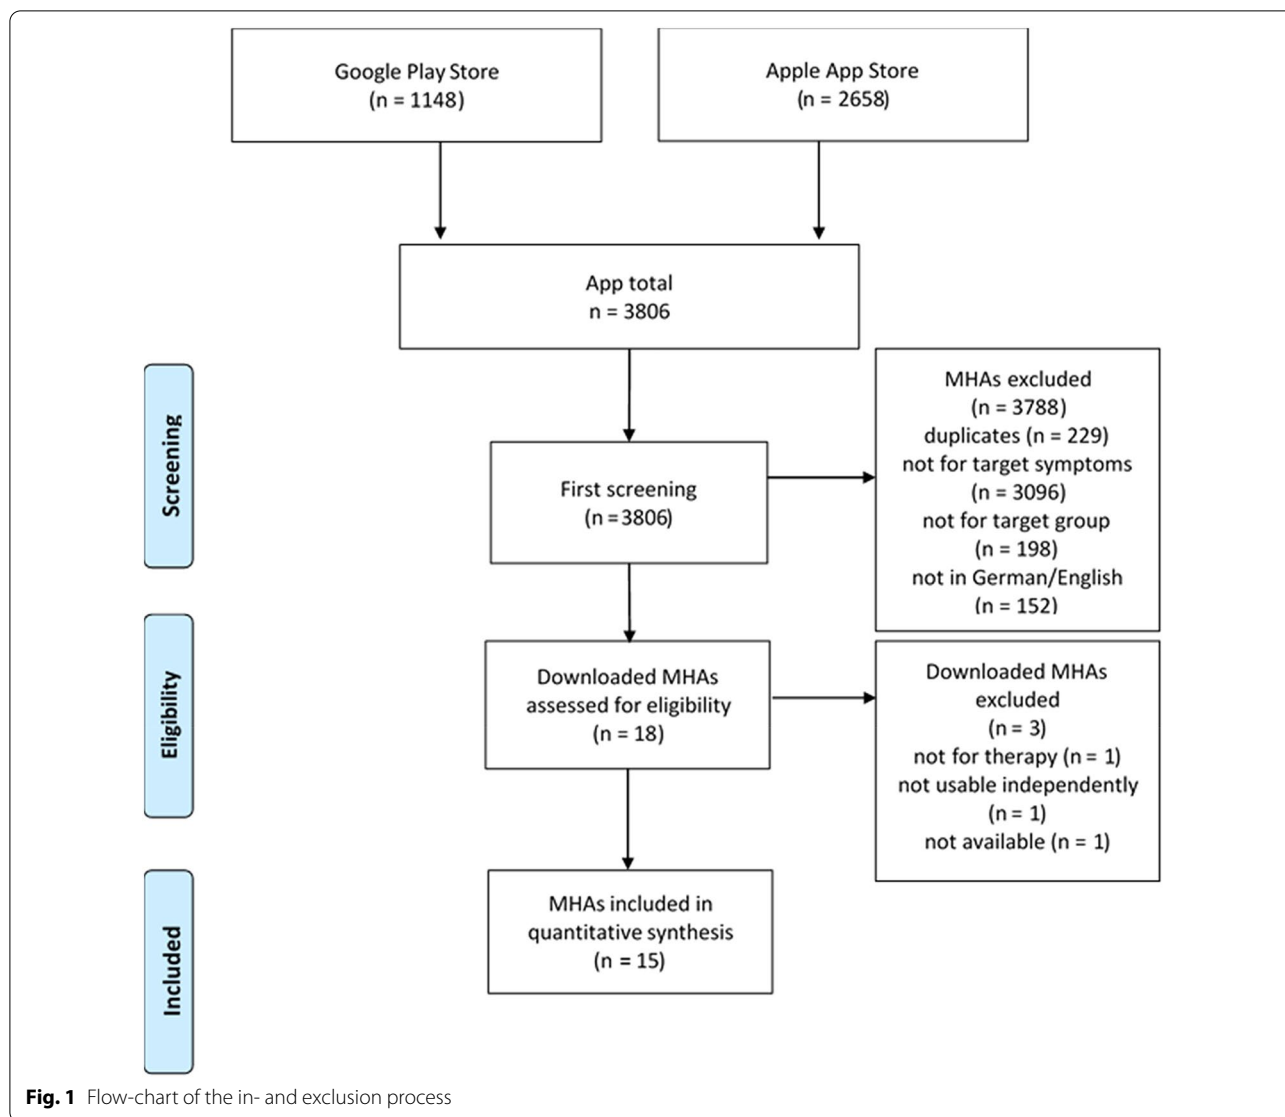 Google Play Store
(n = 1148)
Apple App Store
(n = 2658)
App total
n = 3806
Screening
First screening
(n = 3806)
MHAs excluded
(n = 3788)
duplicates (n = 229)
not for target symptoms
(n = 3096)
not for target group
(n = 198)
not in German/English
(n = 152)
Eligibility
Downloaded MHAs
assessed for eligibility
(n = 18)
Downloaded MHAs
excluded
(n = 3)
not for therapy (n = 1)
not usable independently
(n = 1)
not available (n = 1)
Included
MHAs included in
quantitative synthesis
(n = 15)
Fig. 1 Flow-chart of the in- and exclusion process